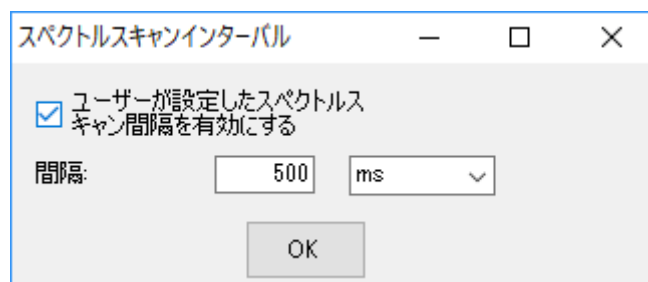 スペクトルスキャンインターバル
ユーザーが設定したスペクトルス
キャン間隔を有効にする
間隔: 500 ms
OK